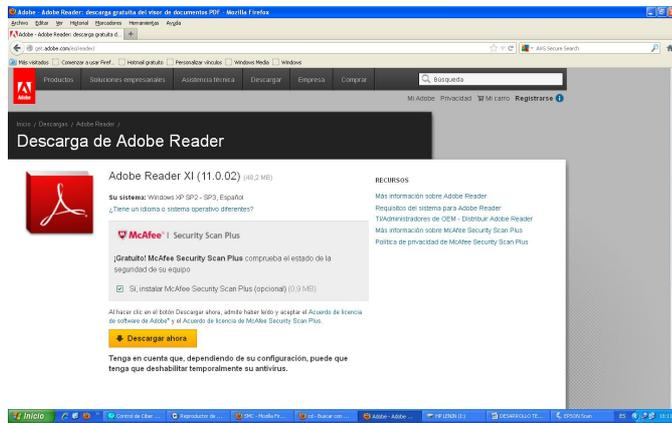 Adobe - Adobe Reader: descarga gratuita del visor de documentos PDF - Mozilla Firefox
Archivo Editar Ver Historial Marcadores Herramientas Ayuda
Adobe - Adobe Reader: descarga gratuita d...
get.adobe.com/es/reader/
AVG Secure Search
Más visitados Comenzar a usar Firef... Hotmail gratuito Personalizar vínculos Windows Media Windows
Adobe
Productos Soluciones empresariales Asistencia técnica Descargar Empresa Comprar Búsqueda
Mi Adobe Privacidad Mi carro Registrarse
Inicio / Descargas / Adobe Reader /
Descarga de Adobe Reader
Adobe Reader XI (11.0.02) (48,2 MB)
Su sistema: Windows XP SP2 - SP3, Español
¿Tiene un idioma o sistema operativo diferentes?
McAfee | Security Scan Plus
¡Gratuito! McAfee Security Scan Plus comprueba el estado de la
seguridad de su equipo
Sí, instalar McAfee Security Scan Plus (opcional) (0,9 MB)
Al hacer clic en el botón Descargar ahora, admite haber leído y aceptar el Acuerdo de licencia
de software de Adobe* y el Acuerdo de licencia de McAfee Security Scan Plus.
Descargar ahora
Tenga en cuenta que, dependiendo de su configuración, puede que
tenga que deshabilitar temporalmente su antivirus.
RECURSOS
Más información sobre Adobe Reader
Requisitos del sistema para Adobe Reader
TI/Administradores de OEM - Distribuir Adobe Reader
Más información sobre McAfee Security Scan Plus
Política de privacidad de McAfee Security Scan Plus
Inicio Control de Ciber ... Reproductor de ... SMC - Mozilla Fir... cd - Buscar con ... Adobe - Adobe ... HP LENIN (E:) DESARROLLO TE... EPSON Scan ES